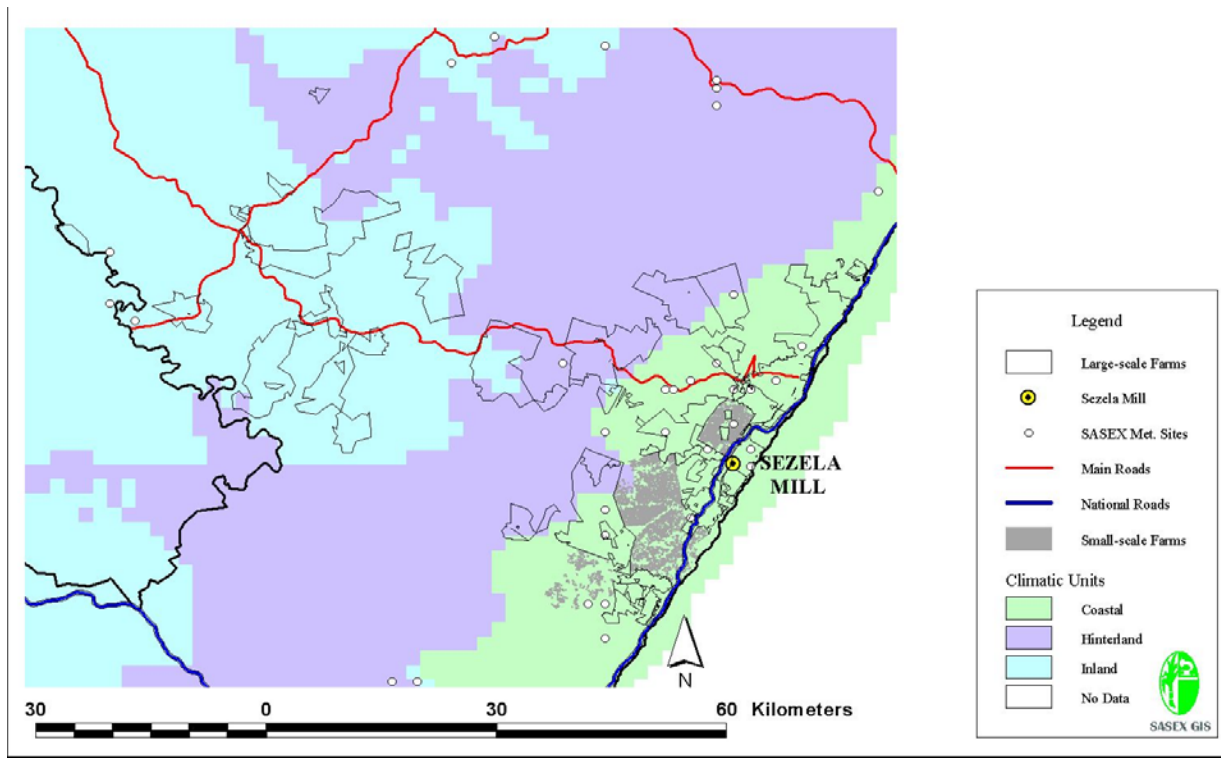 SEZELA
MILL
N
30 0 30 60 Kilometers
Legend
Large-scale Farms
Sezela Mill
SASEX Met. Sites
Main Roads
National Roads
Small-scale Farms
Climatic Units
Coastal
Hinterland
Inland
No Data
SASEX GIS